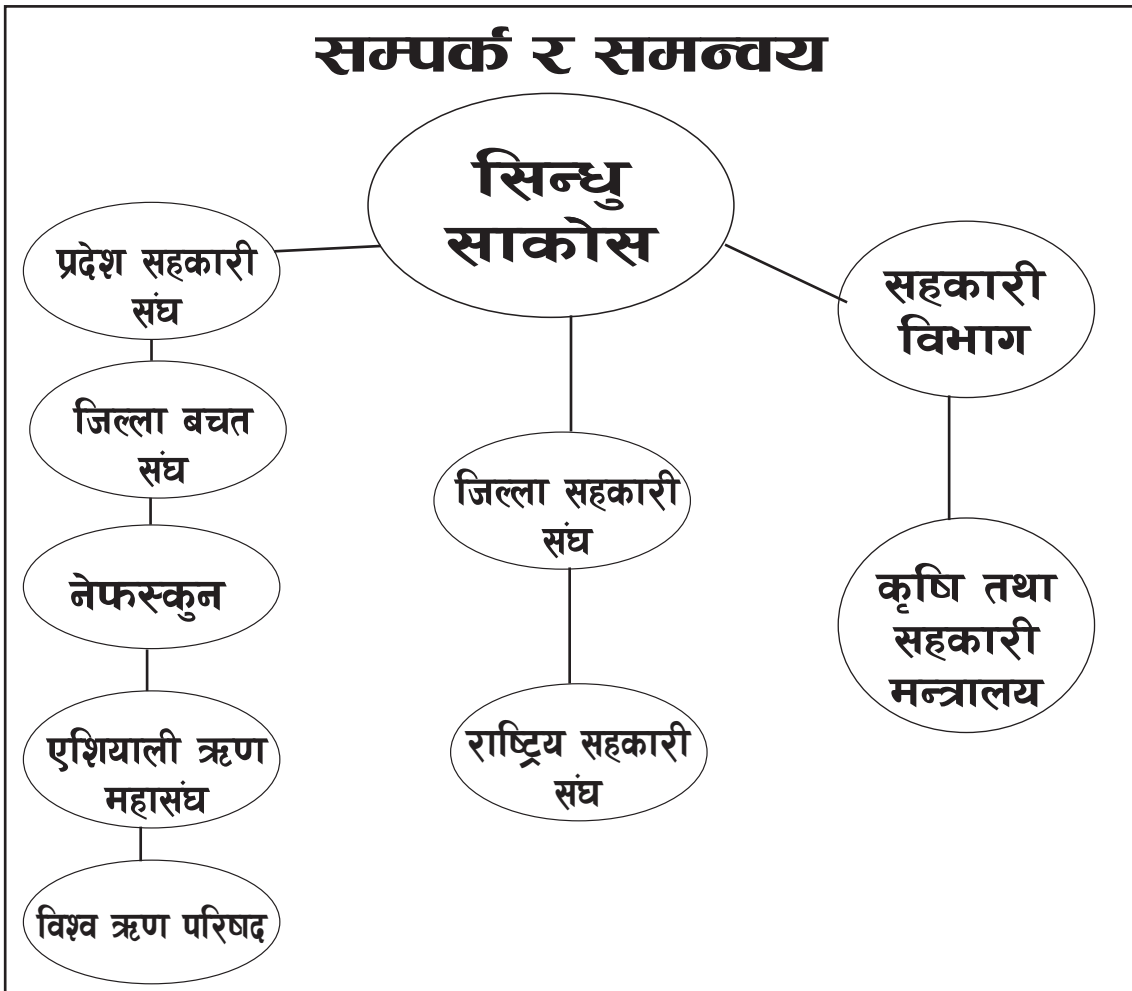 सम्पर्क र समन्वय
सिन्धु
साकोस
प्रदेश सहकारी
संघ
जिल्ला बचत
संघ
नेफस्कुन
एशियाली ऋण
महासंघ
विश्व ऋण परिषद
जिल्ला सहकारी
संघ
राष्ट्रिय सहकारी
संघ
सहकारी
विभाग
कृषि तथा
सहकारी
मन्त्रालय